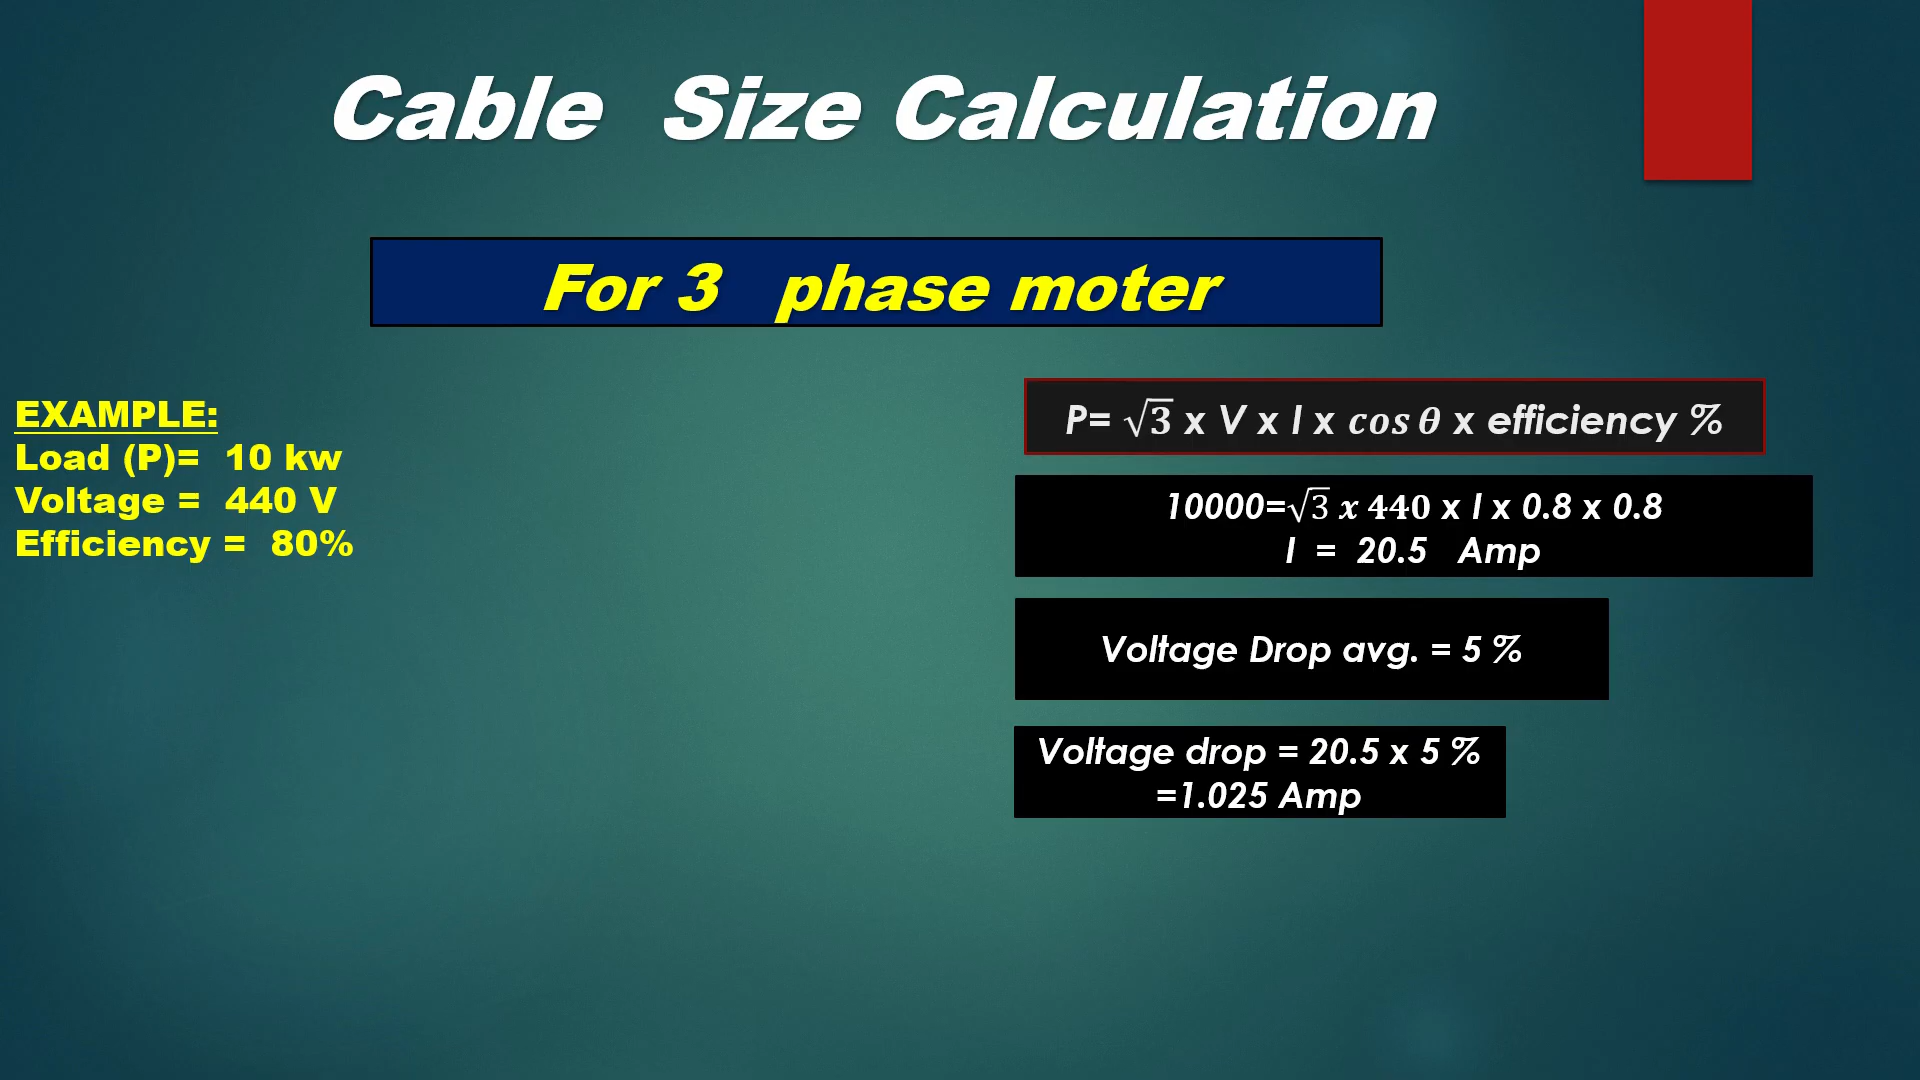 Cable Size Calculation
For 3 phase moter
EXAMPLE:
Load (P)= 10 kw
Voltage = 440 V
Efficiency = 80%
P= √3 x V x I x cos θ x efficiency %
10000=√3 x 440 x I x 0.8 x 0.8
I = 20.5 Amp
Voltage Drop avg. = 5 %
Voltage drop = 20.5 x 5 %
=1.025 Amp